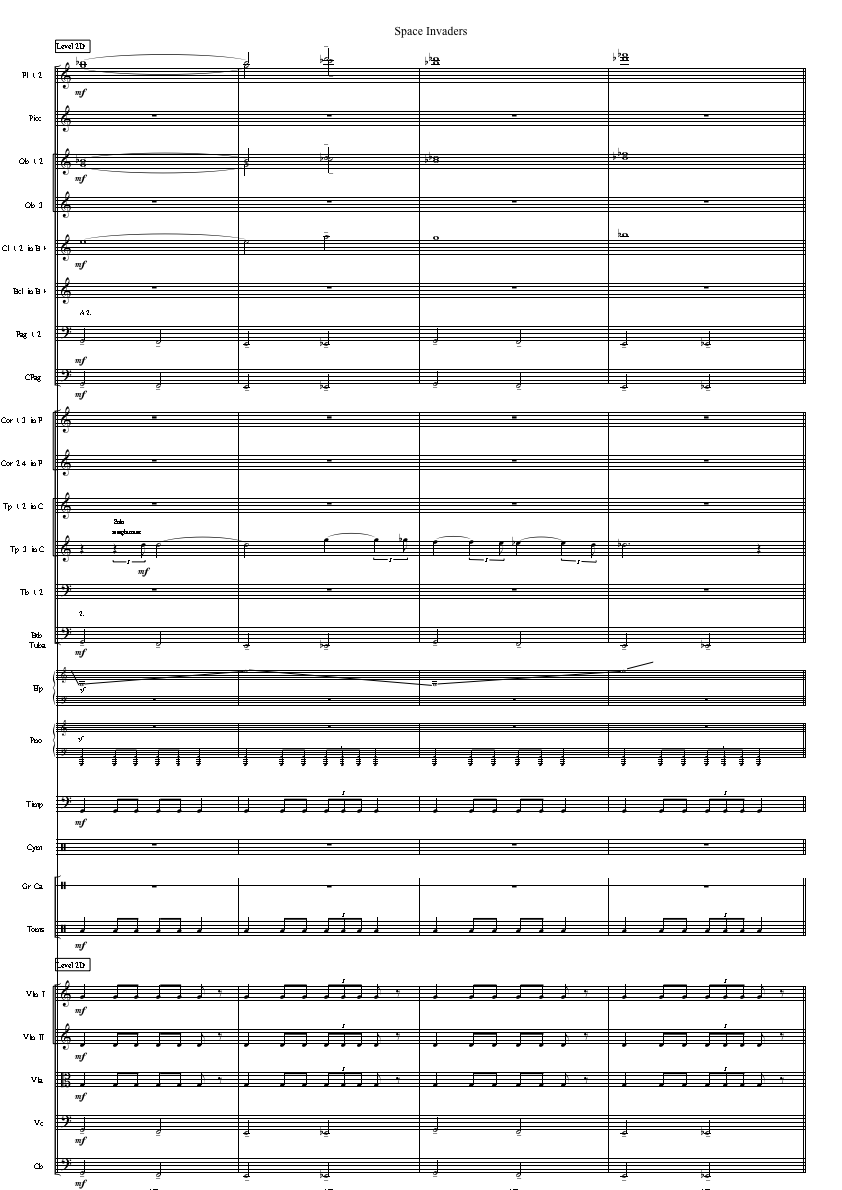 Space Invaders
Level 2D
Fl 1 2
mf
Picc
Ob 1 2
mf
Ob 3
Cl 1 2 in B♭
mf
Bcl in B♭
A 2.
Fag 1 2
mf
CFag
mf
Cor 1 3 in F
Cor 2 4 in F
Tp 1 2 in C
Solo
Tp 3 in C
3 3 3 3
mf
Tb 1 2
2.
Btb
Tuba
mf
Hp
Pno
3 3
Timp
mf
Cym
Gr Ca
3 3
Toms
mf
Level 2D
3 3
Vln I
mf
3 3
Vln II
mf
3 3
Vla
mf
Vc
mf
Cb
mf